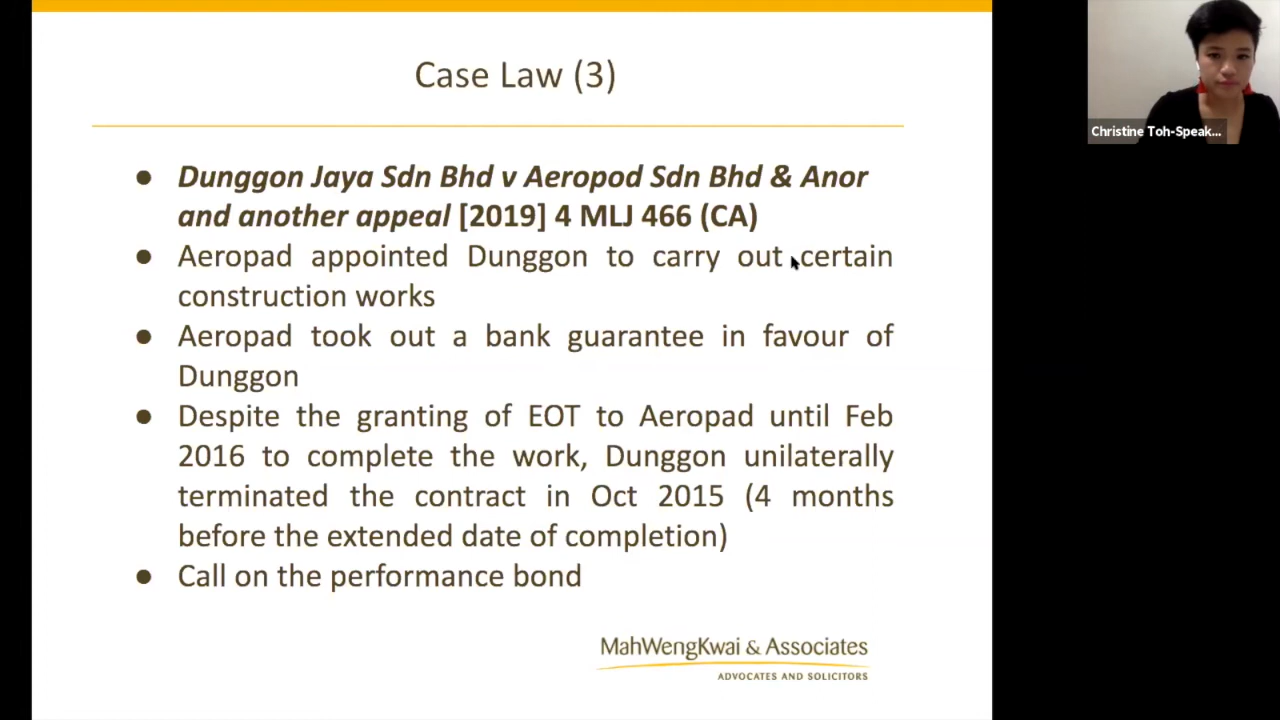 Case Law (3)
● Dunggon Jaya Sdn Bhd v Aeropod Sdn Bhd & Anor
and another appeal [2019] 4 MLJ 466 (CA)
● Aeropad appointed Dunggon to carry out certain
construction works
● Aeropad took out a bank guarantee in favour of
Dunggon
● Despite the granting of EOT to Aeropad until Feb
2016 to complete the work, Dunggon unilaterally
terminated the contract in Oct 2015 (4 months
before the extended date of completion)
● Call on the performance bond
MahWengKwai & Associates
ADVOCATES AND SOLICITORS
Christine Toh-Speak...